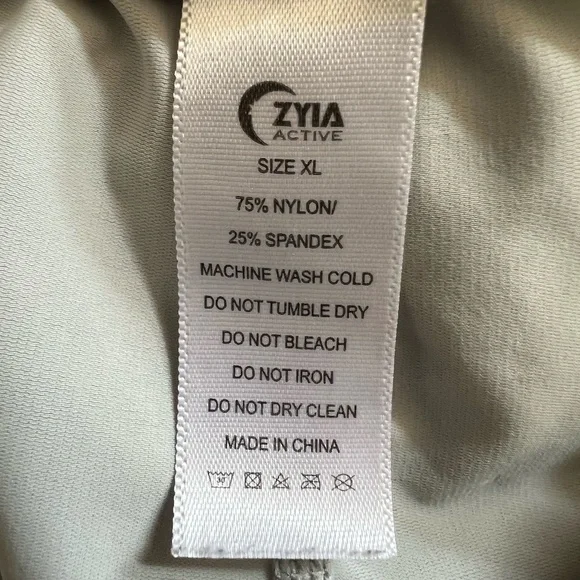 ZYIA
ACTIVE
SIZE XL
75% NYLON/
25% SPANDEX
MACHINE WASH COLD
DO NOT TUMBLE DRY
DO NOT BLEACH
DO NOT IRON
DO NOT DRY CLEAN
MADE IN CHINA
30